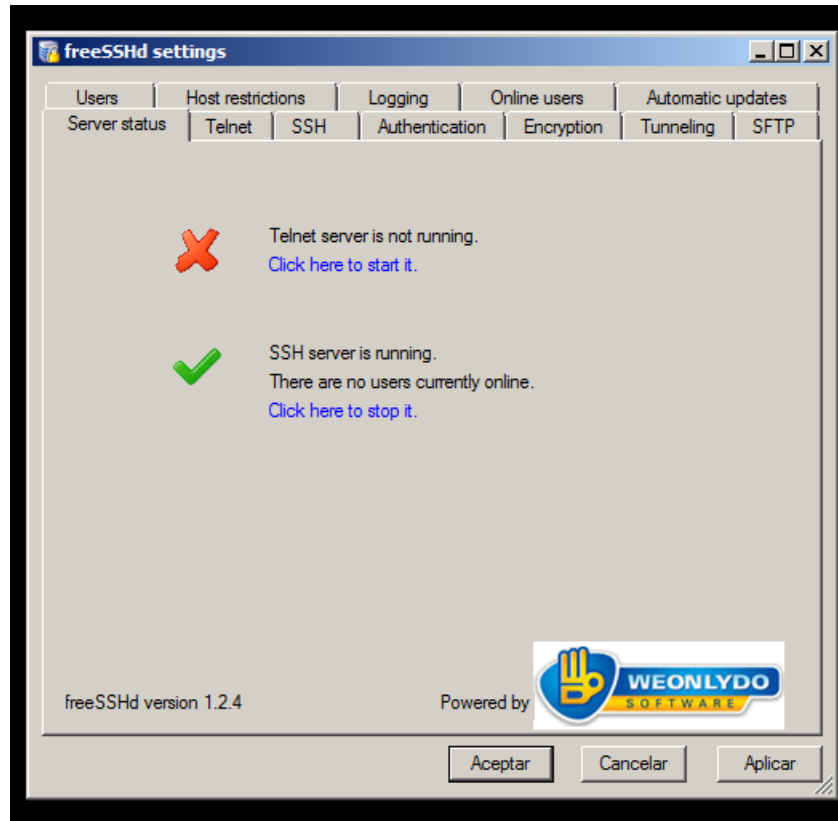 freeSSHd settings
Users Host restrictions Logging Online users Automatic updates
Server status Telnet SSH Authentication Encryption Tunneling SFTP
Telnet server is not running.
Click here to start it.
SSH server is running.
There are no users currently online.
Click here to stop it.
freeSSHd version 1.2.4 Powered by
WEONLYDO
SOFTWARE
Aceptar Cancelar Aplicar